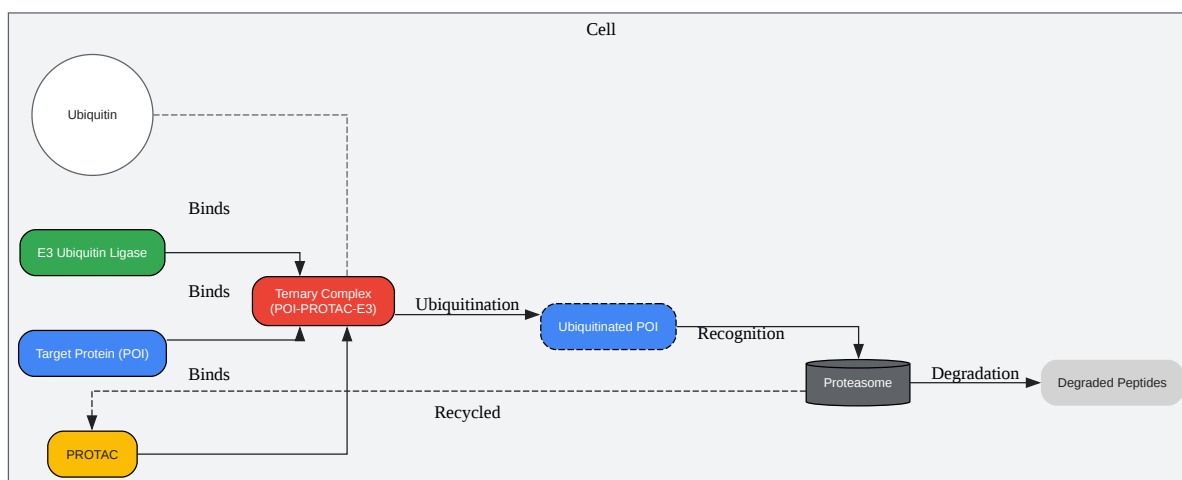 Cell
Ubiquitin
Binds
E3 Ubiquitin Ligase
Binds
Ternary Complex
(POI-PROTAC-E3)
Ubiquitination
Ubiquitinated POI
Recognition
Target Protein (POI)
Binds
Proteasome
Degradation
Degraded Peptides
Recycled
PROTAC